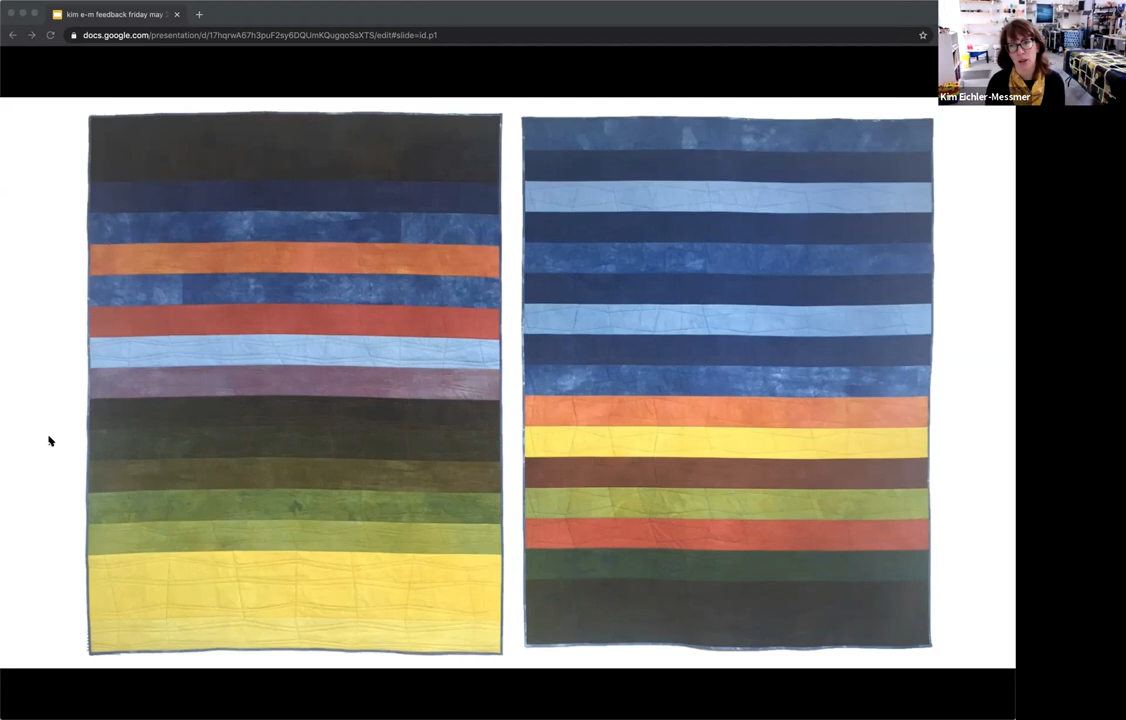 kim e-m feedback friday may
docs.google.com/presentation/d/17hqrwA67h3puF2sy6DQUmKQugqoSsXTS/edit#slide=id.p1
Kim Eichler-Messmer